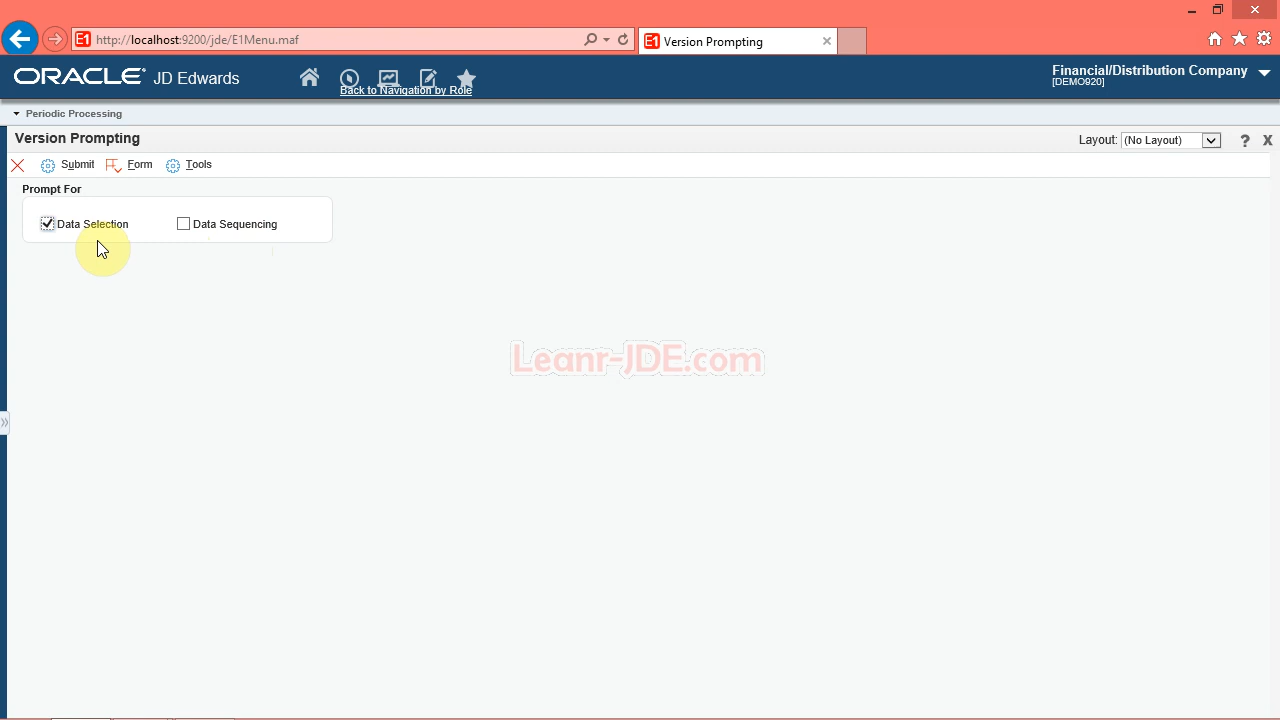 http://localhost:9200/jde/E1Menu.maf
E1 Version Prompting
ORACLE JD Edwards
Back to Navigation by Role
Financial/Distribution Company
[DEMO920]
Periodic Processing
Version Prompting
Layout: (No Layout)
Submit Form Tools
Prompt For
Data Selection Data Sequencing
Leanr-JDE.com